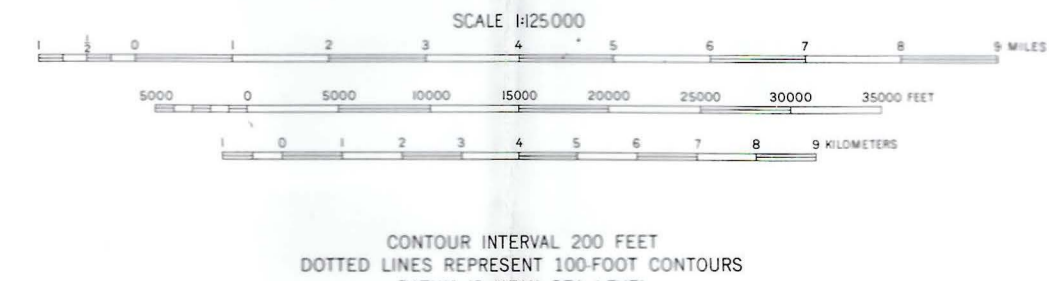 SCALE 1:125000
1 ½ 0 1 2 3 4 5 6 7 8 9 MILES
5000 0 5000 10000 15000 20000 25000 30000 35000 FEET
1 0 1 2 3 4 5 6 7 8 9 KILOMETERS
CONTOUR INTERVAL 200 FEET
DOTTED LINES REPRESENT 100-FOOT CONTOURS